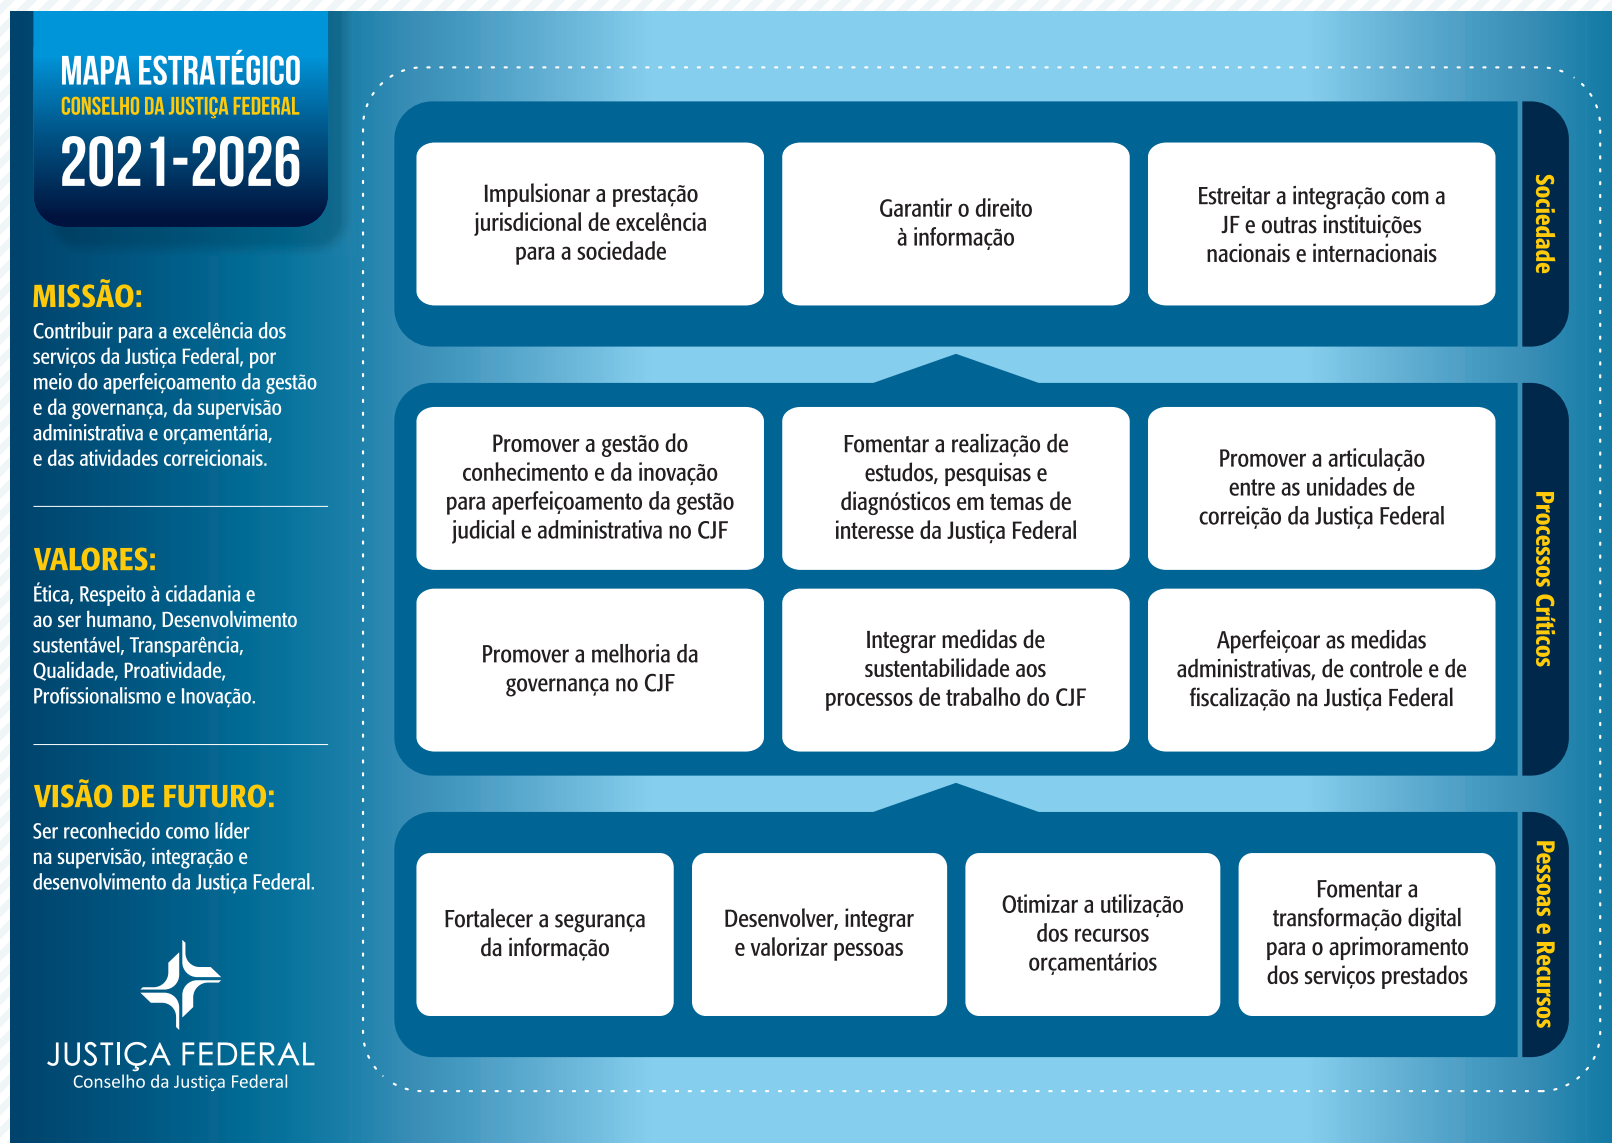 MAPA ESTRATÉGICO
CONSELHO DA JUSTIÇA FEDERAL
2021-2026
MISSÃO:
Contribuir para a excelência dos
serviços da Justiça Federal, por
meio do aperfeiçoamento da gestão
e da governança, da supervisão
administrativa e orçamentária,
e das atividades correicionais.
VALORES:
Ética, Respeito à cidadania e
ao ser humano, Desenvolvimento
sustentável, Transparência,
Qualidade, Proatividade,
Profissionalismo e Inovação.
VISÃO DE FUTURO:
Ser reconhecido como líder
na supervisão, integração e
desenvolvimento da Justiça Federal.
JUSTIÇA FEDERAL
Conselho da Justiça Federal
Impulsionar a prestação
jurisdicional de excelência
para a sociedade
Garantir o direito
à informação
Estreitar a integração com a
JF e outras instituições
nacionais e internacionais
Sociedade
Promover a gestão do
conhecimento e da inovação
para aperfeiçoamento da gestão
judicial e administrativa no CJF
Fomentar a realização de
estudos, pesquisas e
diagnósticos em temas de
interesse da Justiça Federal
Promover a articulação
entre as unidades de
correição da Justiça Federal
Promover a melhoria da
governança no CJF
Integrar medidas de
sustentabilidade aos
processos de trabalho do CJF
Aperfeiçoar as medidas
administrativas, de controle e de
fiscalização na Justiça Federal
Processos Críticos
Fortalecer a segurança
da informação
Desenvolver, integrar
e valorizar pessoas
Otimizar a utilização
dos recursos
orçamentários
Fomentar a
transformação digital
para o aprimoramento
dos serviços prestados
Pessoas e Recursos